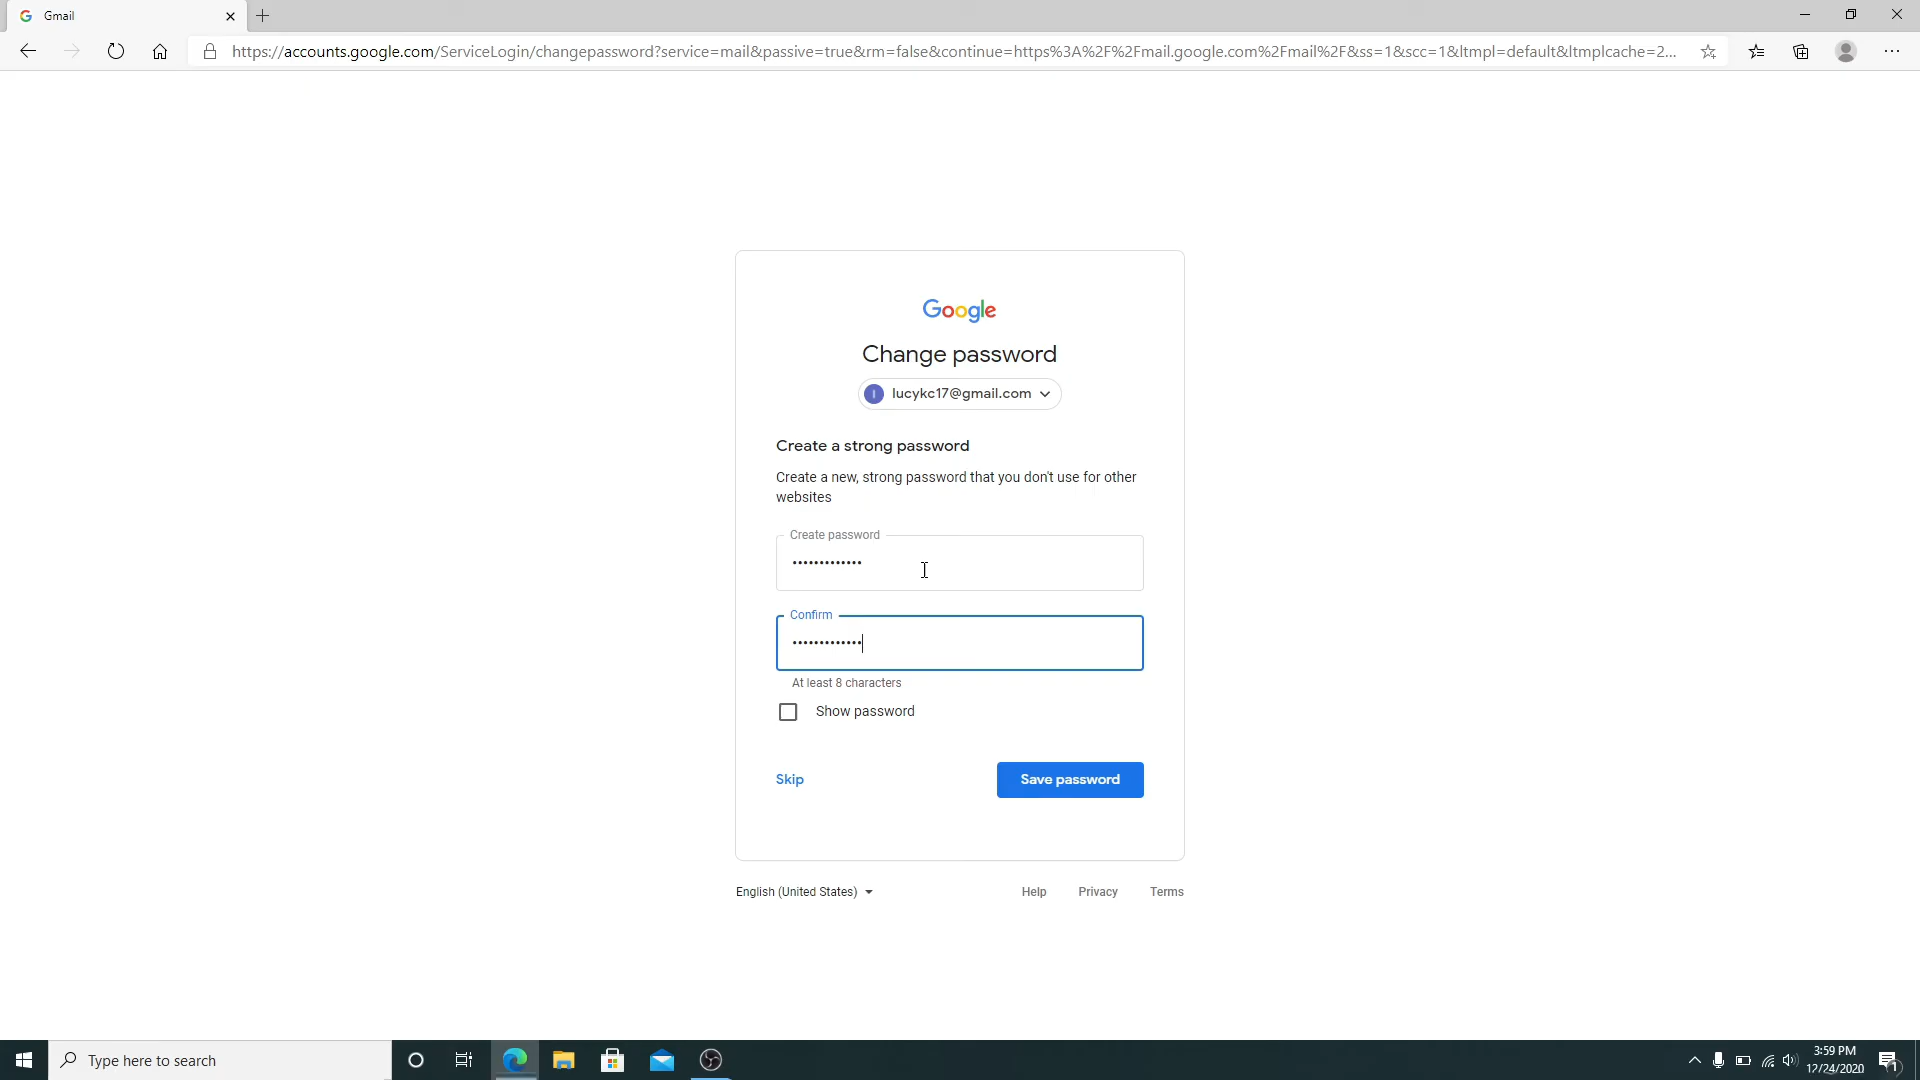 Gmail
https://accounts.google.com/ServiceLogin/changepassword?service=mail&passive=true&rm=false&continue=https%3A%2F%2Fmail.google.com%2Fmail%2F&ss=1&scc=1&ltmpl=default&ltmplcache=2...
Google
Change password
lucykc17@gmail.com
Create a strong password
Create a new, strong password that you don't use for other
websites
Create password
•••••••••••••
Confirm
•••••••••••••
At least 8 characters
Show password
Skip
Save password
English (United States)
Help
Privacy
Terms
Type here to search
3:59 PM
12/24/2020
1